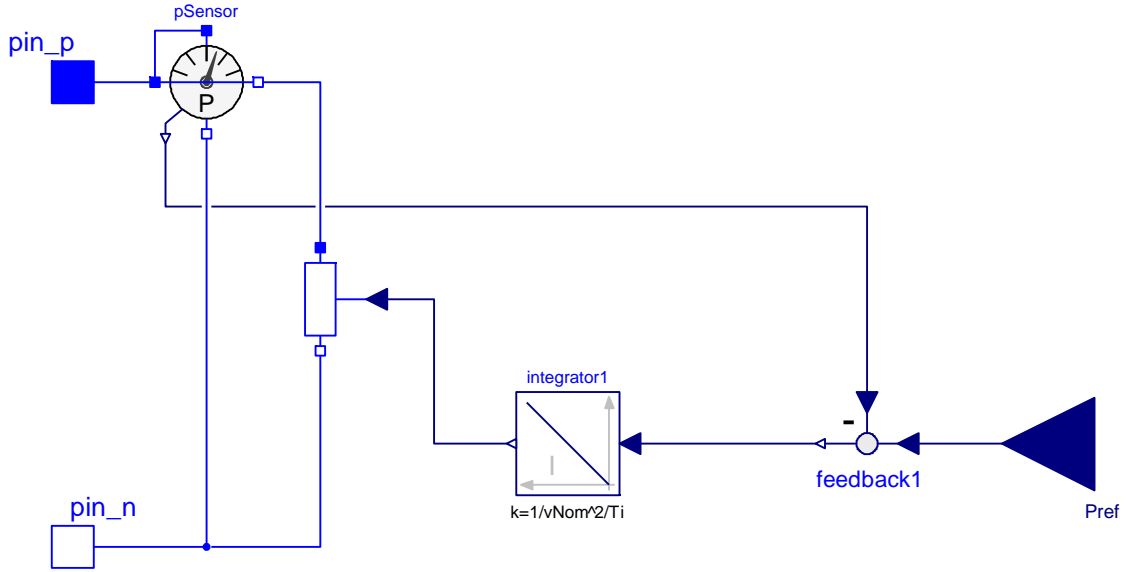 pSensor
pin_p
P
integrator1
I
-
feedback1
k=1/vNom^2/Ti
Pref
pin_n